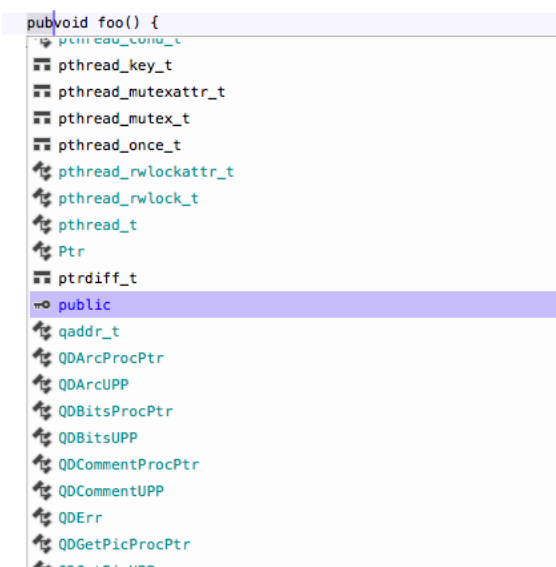 pubvoid foo() {
pthread_cond_t
pthread_key_t
pthread_mutexattr_t
pthread_mutex_t
pthread_once_t
pthread_rwlockattr_t
pthread_rwlock_t
pthread_t
Ptr
ptrdiff_t
public
qaddr_t
QDArcProcPtr
QDArcUPP
QDBitsProcPtr
QDBitsUPP
QDCommentProcPtr
QDCommentUPP
QDErr
QDGetPicProcPtr